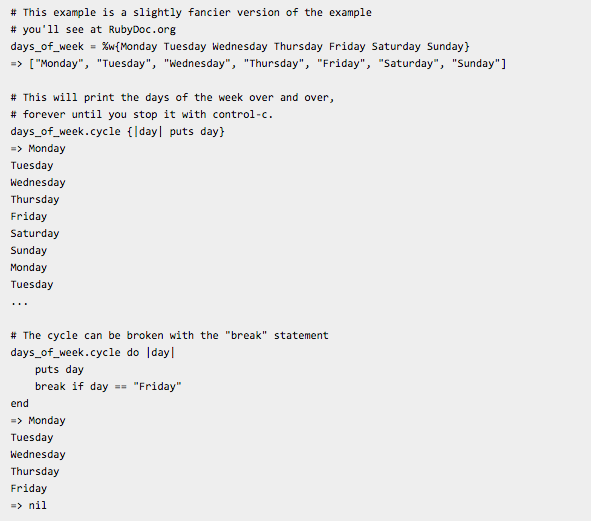 # This example is a slightly fancier version of the example
# you'll see at RubyDoc.org
days_of_week = %w{Monday Tuesday Wednesday Thursday Friday Saturday Sunday}
=> ["Monday", "Tuesday", "Wednesday", "Thursday", "Friday", "Saturday", "Sunday"]

# This will print the days of the week over and over,
# forever until you stop it with control-c.
days_of_week.cycle {|day| puts day}
=> Monday
Tuesday
Wednesday
Thursday
Friday
Saturday
Sunday
Monday
Tuesday
...

# The cycle can be broken with the "break" statement
days_of_week.cycle do |day|
    puts day
    break if day == "Friday"
end
=> Monday
Tuesday
Wednesday
Thursday
Friday
=> nil